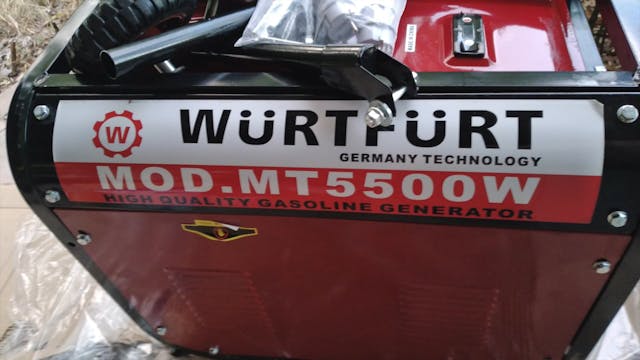 W
WÜRTFÜRT
GERMANY TECHNOLOGY
MOD.MT5500W
HIGH QUALITY GASOLINE GENERATOR